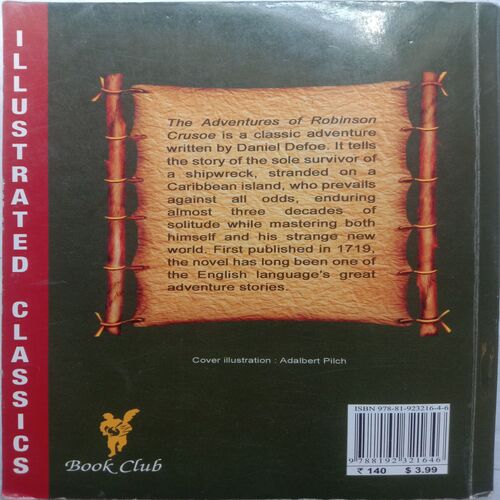 ILLUSTRATED CLASSICS
The Adventures of Robinson
Crusoe is a classic adventure
written by Daniel Defoe. It tells
the story of the sole survivor of
a shipwreck, stranded on a
Caribbean island, who prevails
against all odds, enduring
almost three decades of
solitude while mastering both
himself and his strange new
world. First published in 1719,
the novel has long been one of
the English language's great
adventure stories.
Cover illustration : Adalbert Pilch
Book Club
ISBN 978-81-923216-4-6
9 788192 321646
₹ 140 $ 3.99